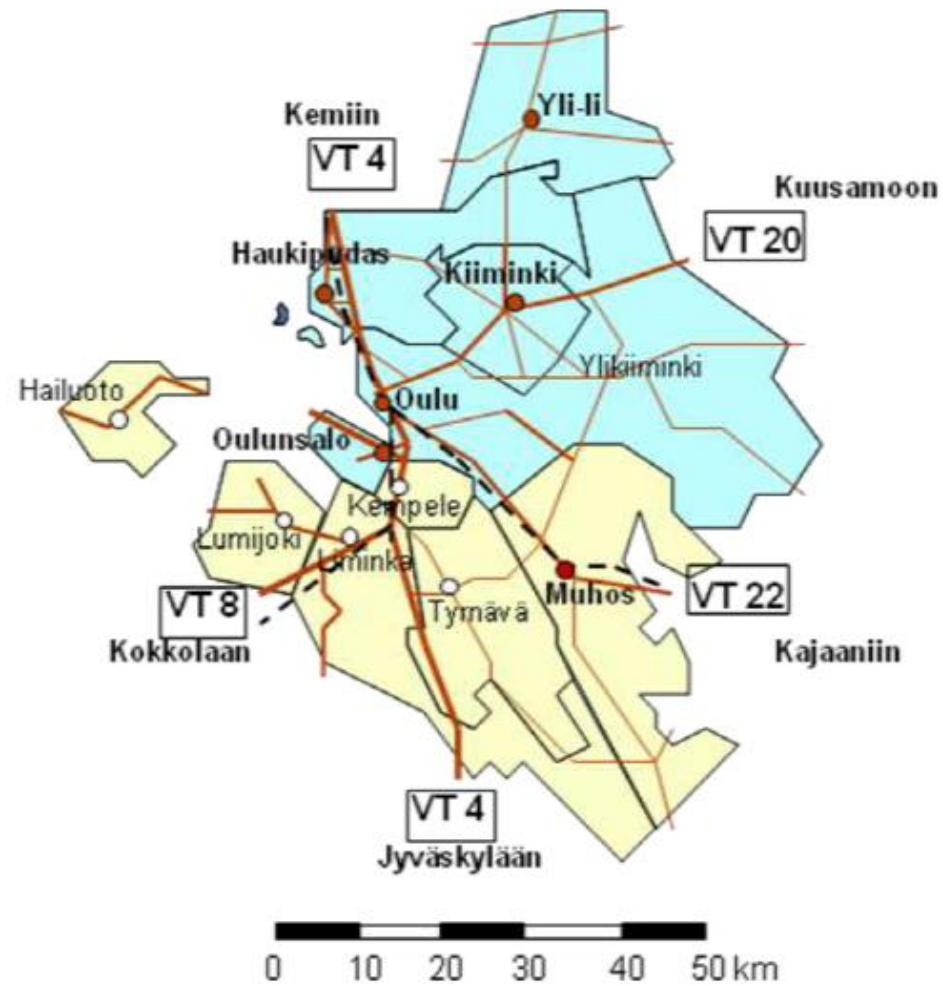 Yli-Ii
Kemiin
VT 4
Kuusamoon
VT 20
Haukipudas
Kiiminki
Ylikiiminki
Hailuoto
Oulu
Oulunsalo
Kempele
Lumijoki
Liminka
VT 8
Muhos
VT 22
Tyrnävä
Kokkolaan
Kajaaniin
VT 4
Jyväskylään
0 10 20 30 40 50 km